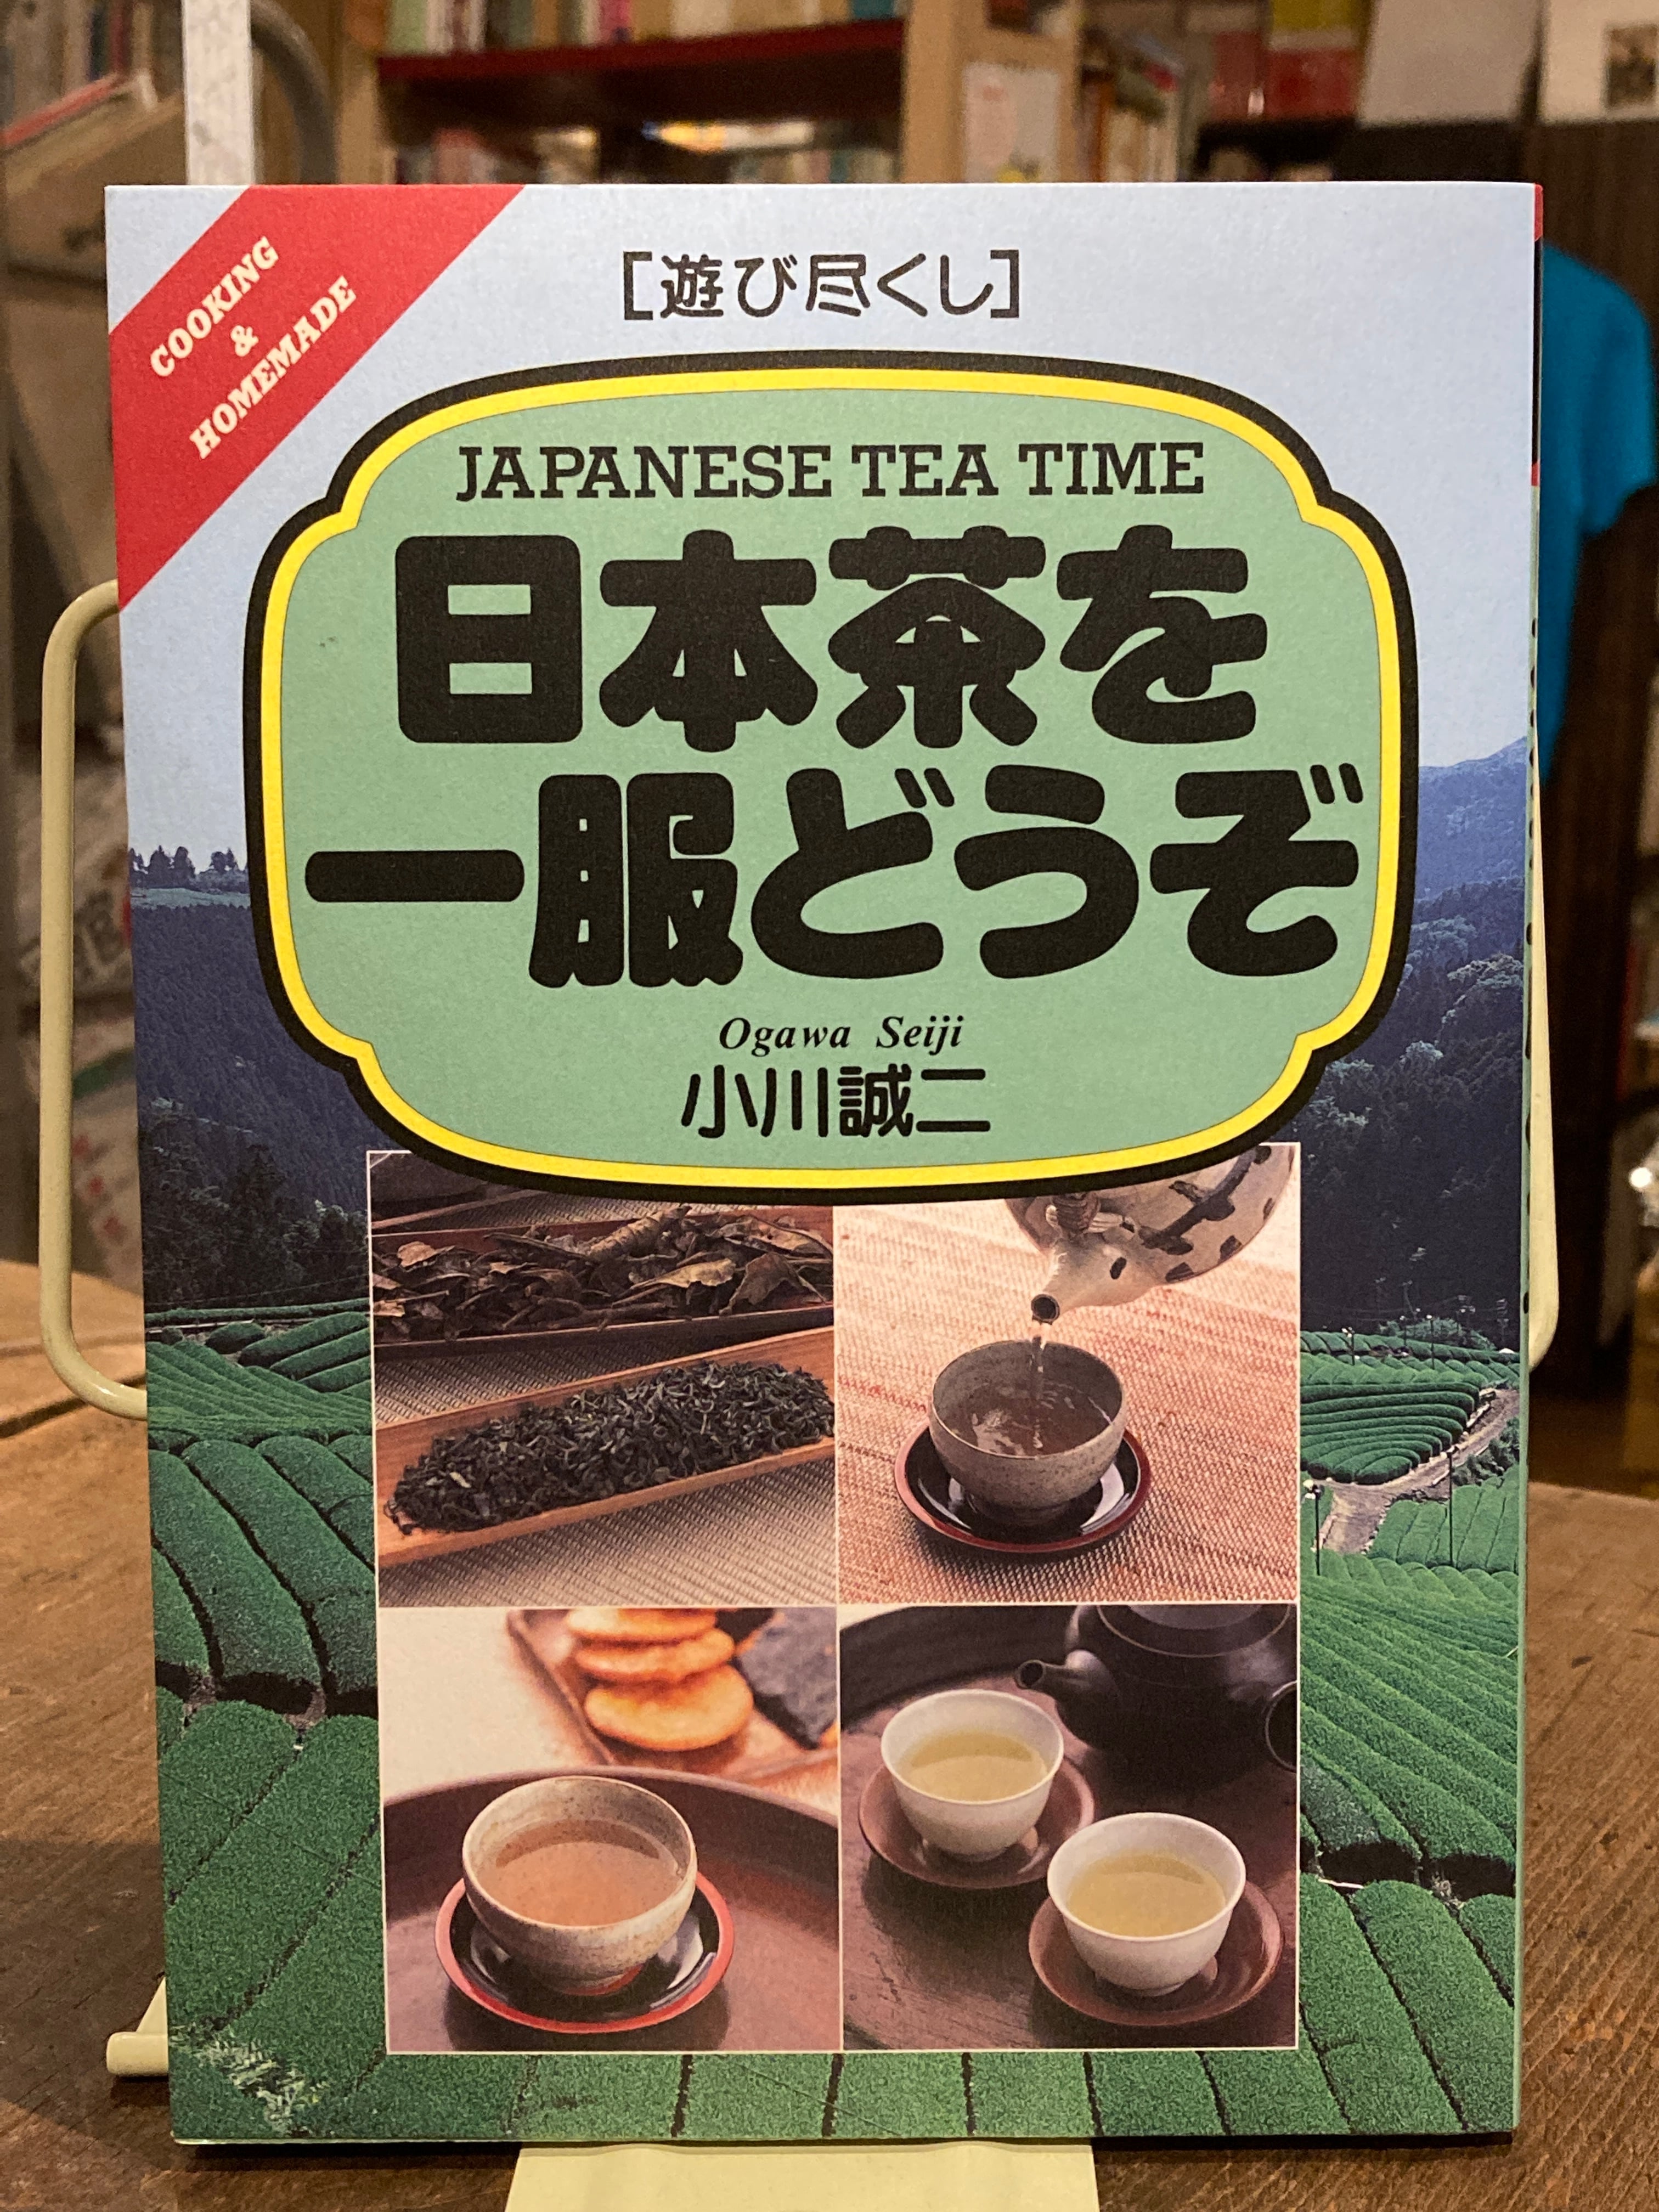 COOKING
&
HOMEMADE
[遊び尽くし]
JAPANESE TEA TIME
日本茶を
一服どうぞ
Ogawa Seiji
小川誠二